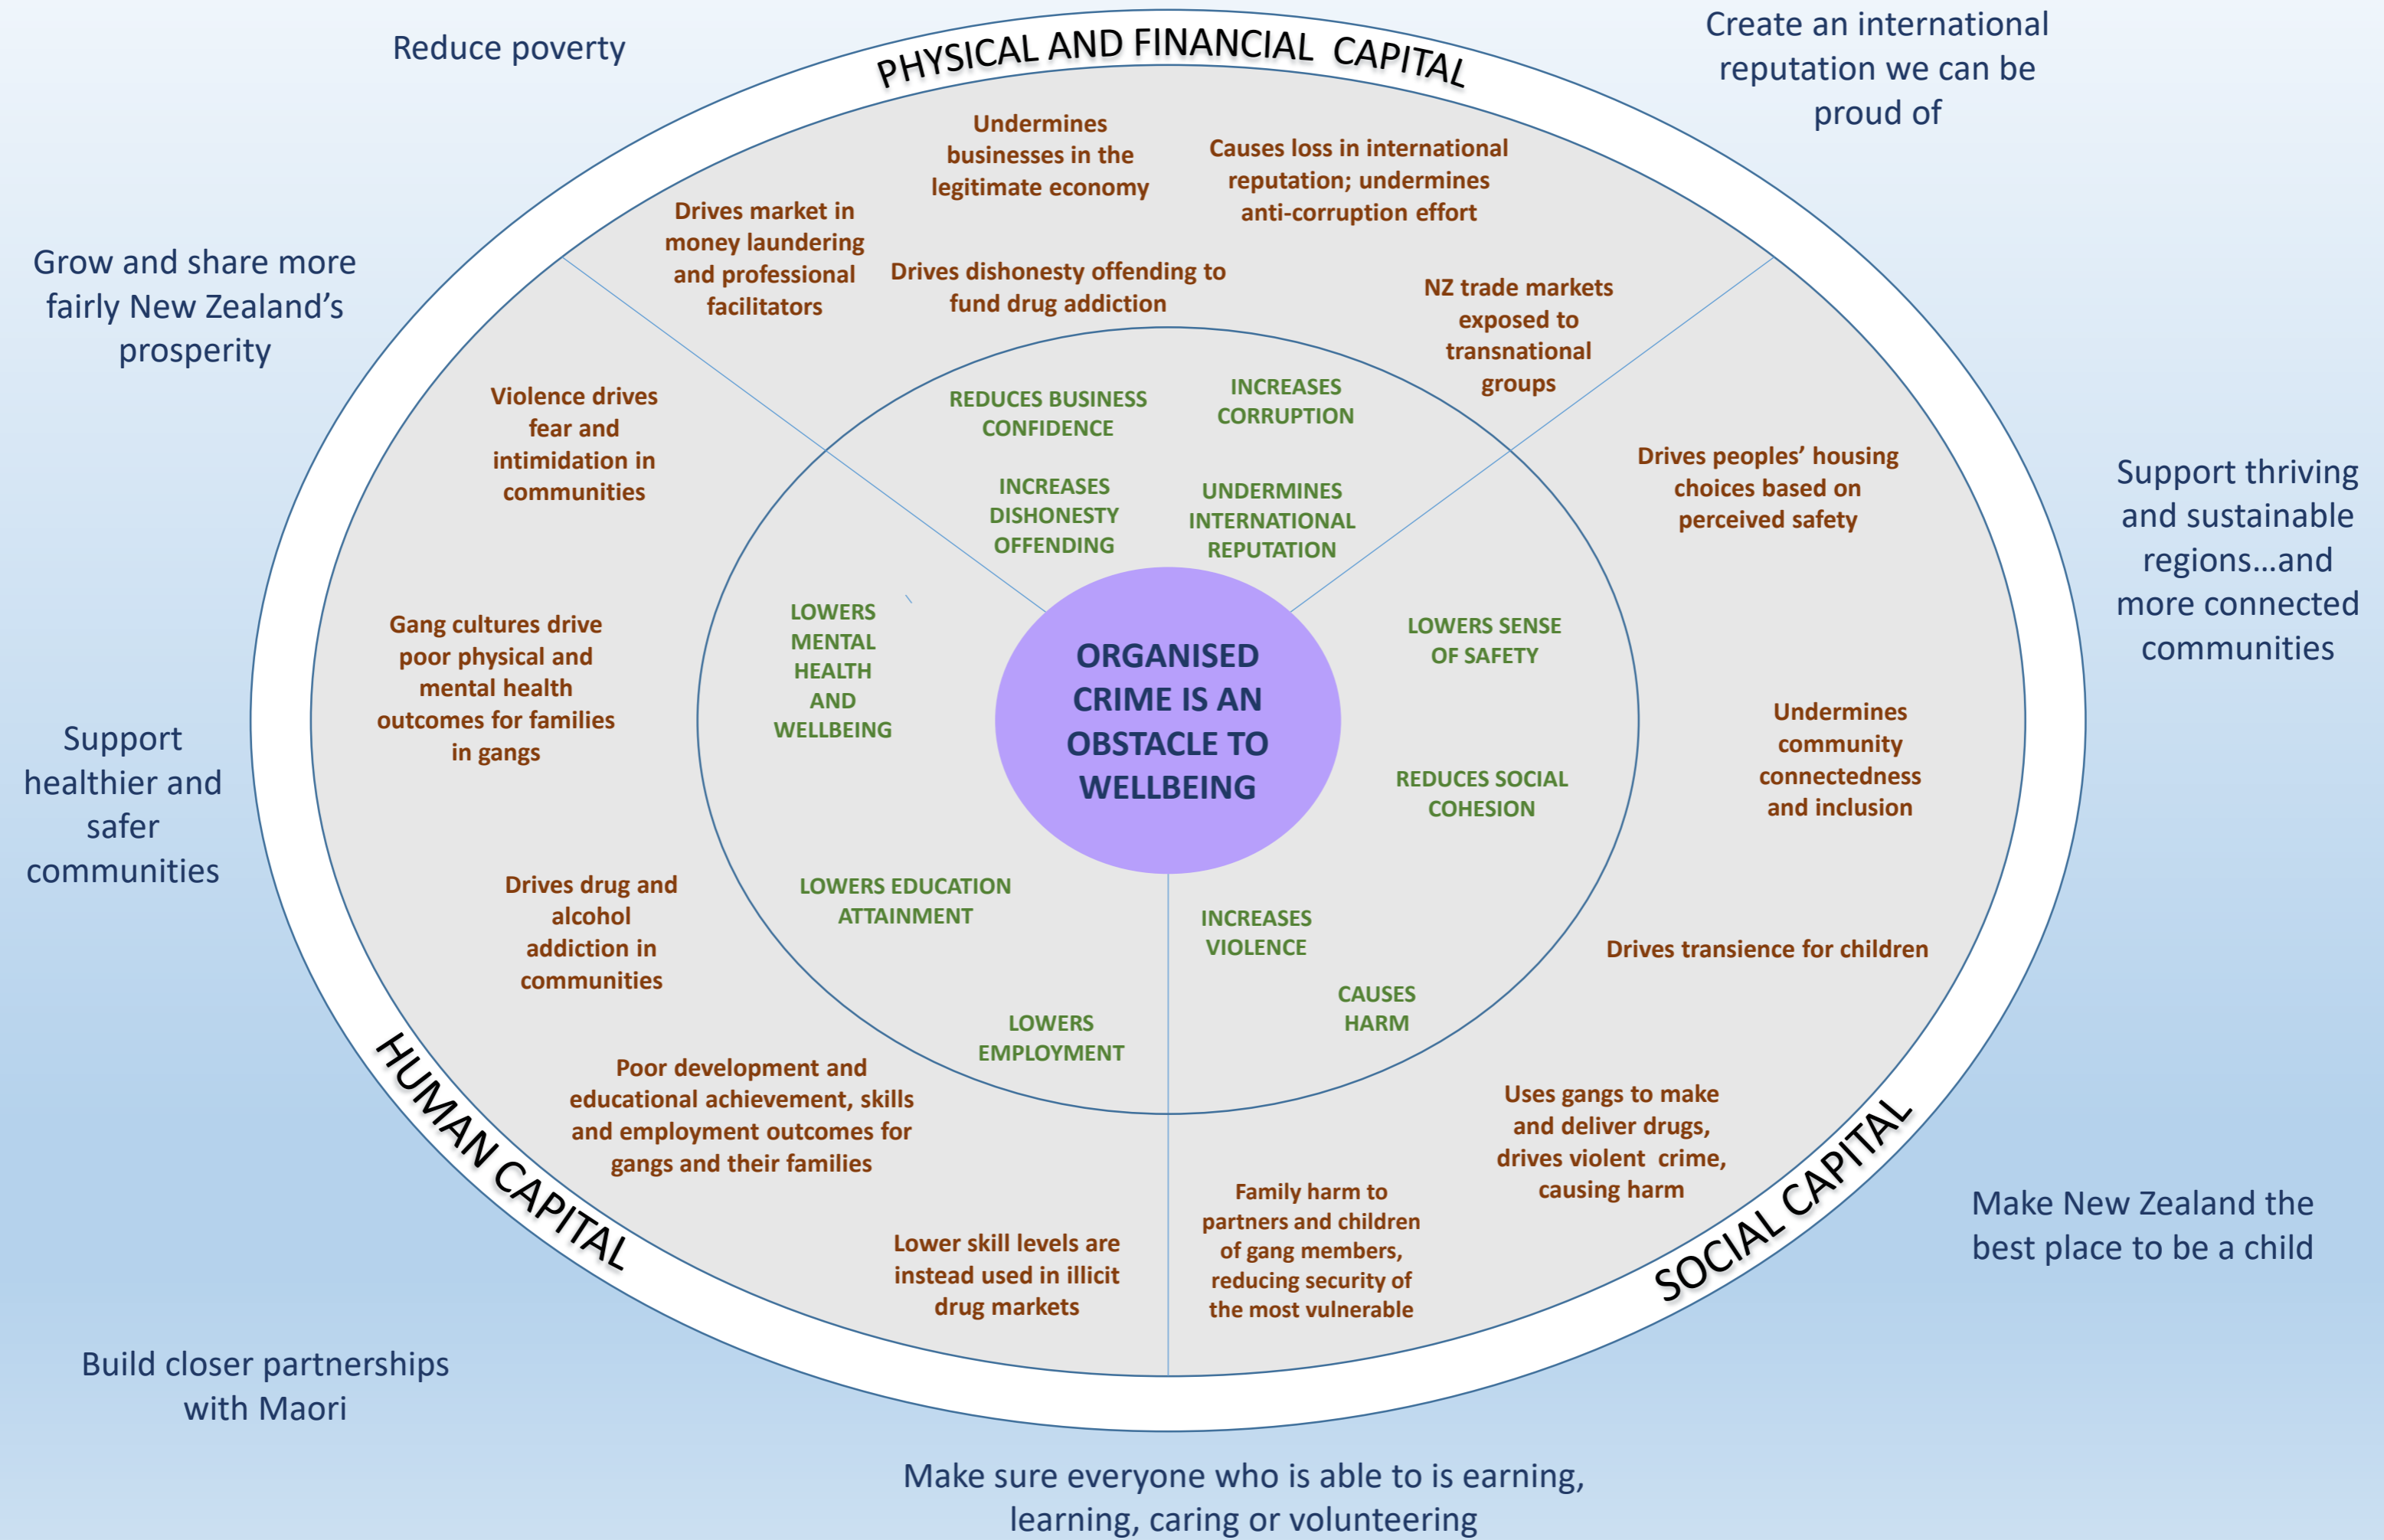 Reduce poverty
Create an international
reputation we can be
proud of
Grow and share more
fairly New Zealand’s
prosperity
Support thriving
and sustainable
regions...and
more connected
communities
Support
healthier and
safer
communities
Make New Zealand the
best place to be a child
Build closer partnerships
with Maori
Make sure everyone who is able to is earning,
learning, caring or volunteering
PHYSICAL AND FINANCIAL CAPITAL
Undermines
businesses in the
legitimate economy
Causes loss in international
reputation; undermines
anti-corruption effort
Drives market in
money laundering
and professional
facilitators
Drives dishonesty offending to
fund drug addiction
NZ trade markets
exposed to
transnational
groups
REDUCES BUSINESS
CONFIDENCE
INCREASES
CORRUPTION
INCREASES
DISHONESTY
OFFENDING
UNDERMINES
INTERNATIONAL
REPUTATION
ORGANISED
CRIME IS AN
OBSTACLE TO
WELLBEING
Violence drives
fear and
intimidation in
communities
Gang cultures drive
poor physical and
mental health
outcomes for families
in gangs
Drives drug and
alcohol
addiction in
communities
Poor development and
educational achievement, skills
and employment outcomes for
gangs and their families
Lower skill levels are
instead used in illicit
drug markets
LOWERS
MENTAL
HEALTH
AND
WELLBEING
LOWERS EDUCATION
ATTAINMENT
LOWERS
EMPLOYMENT
HUMAN CAPITAL
Drives peoples’ housing
choices based on
perceived safety
Undermines
community
connectedness
and inclusion
Drives transience for children
Uses gangs to make
and deliver drugs,
drives violent crime,
causing harm
Family harm to
partners and children
of gang members,
reducing security of
the most vulnerable
LOWERS SENSE
OF SAFETY
REDUCES SOCIAL
COHESION
INCREASES
VIOLENCE
CAUSES
HARM
SOCIAL CAPITAL